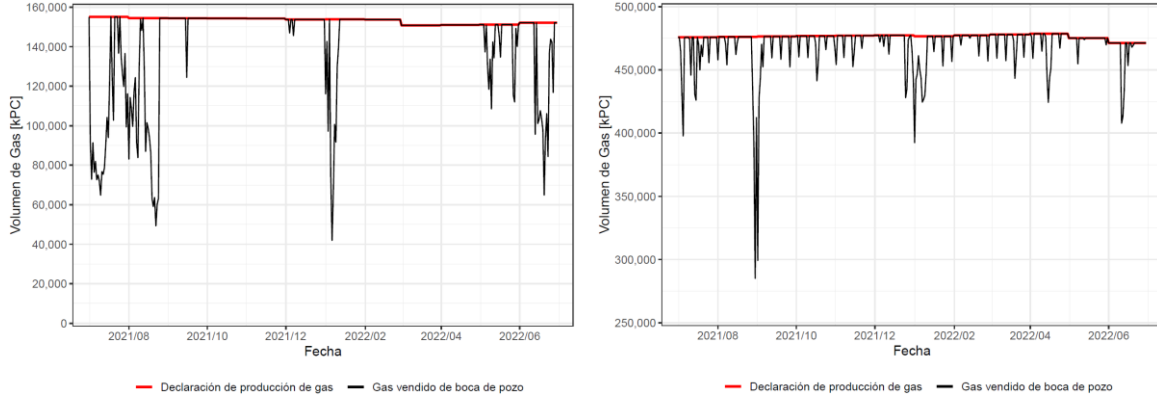 160,000
140,000
120,000
100,000
80,000
60,000
40,000
20,000
0
Volumen de Gas [kPC]
2021/08 2021/10 2021/12 2022/02 2022/04 2022/06
Fecha
Declaración de producción de gas Gas vendido de boca de pozo
500,000
450,000
400,000
350,000
300,000
250,000
Volumen de Gas [kPC]
2021/08 2021/10 2021/12 2022/02 2022/04 2022/06
Fecha
Declaración de producción de gas Gas vendido de boca de pozo